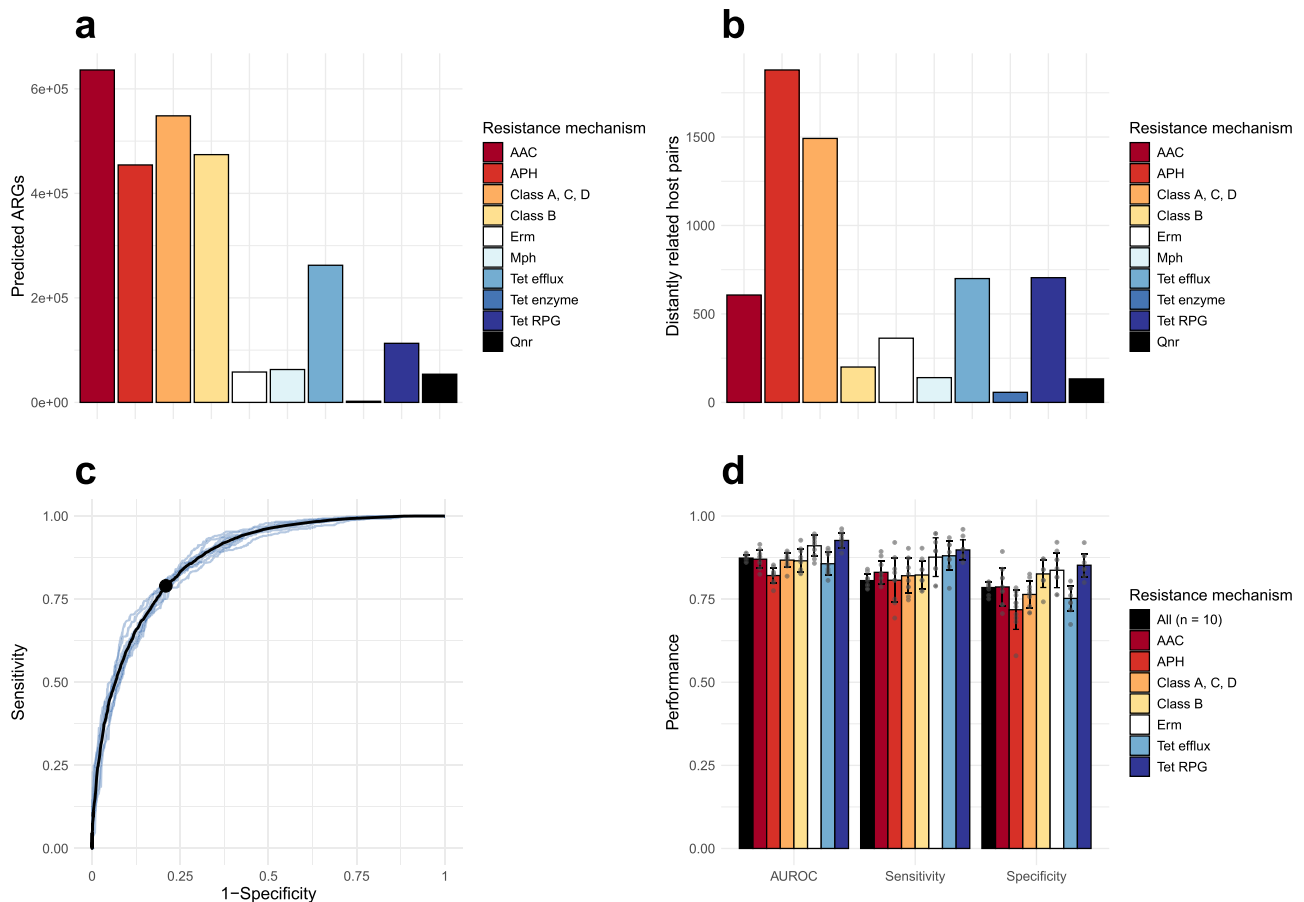 a
6e+05
4e+05
2e+05
0e+00
Predicted ARGs
Resistance mechanism
AAC
APH
Class A, C, D
Class B
Erm
Mph
Tet efflux
Tet enzyme
Tet RPG
Qnr
b
1500
1000
500
0
Distantly related host pairs
Resistance mechanism
AAC
APH
Class A, C, D
Class B
Erm
Mph
Tet efflux
Tet enzyme
Tet RPG
Qnr
c
1.00
0.75
0.50
0.25
0.00
Sensitivity
0 0.25 0.5 0.75 1
1−Specificity
d
1.00
0.75
0.50
0.25
0.00
Performance
AUROC Sensitivity Specificity
Resistance mechanism
All (n = 10)
AAC
APH
Class A, C, D
Class B
Erm
Tet efflux
Tet RPG